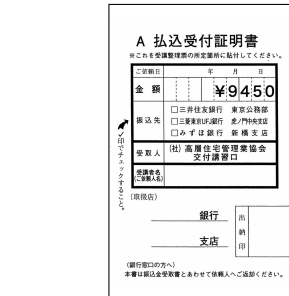 A 払込受付証明書
※これを受講整理票の所定箇所に貼付してください。
ご依頼日 年 月 日
金額 ¥9450
振込先
□三井住友銀行 東京公務部
□三菱東京UFJ銀行 虎ノ門中央支店
□みずほ銀行 新橋支店
受取人 (社)高層住宅管理業協会
交付講習口
受講者名
(ご依頼人名)
✓印でチェックすること。
(取扱店)
銀行
支店
出納印
(銀行窓口の方へ)
本書は振込金受取書とあわせて依頼人へご返却ください。